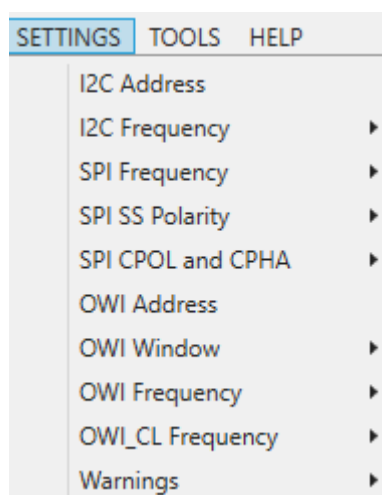 SETTINGS TOOLS HELP
I2C Address
I2C Frequency
SPI Frequency
SPI SS Polarity
SPI CPOL and CPHA
OWI Address
OWI Window
OWI Frequency
OWI_CL Frequency
Warnings